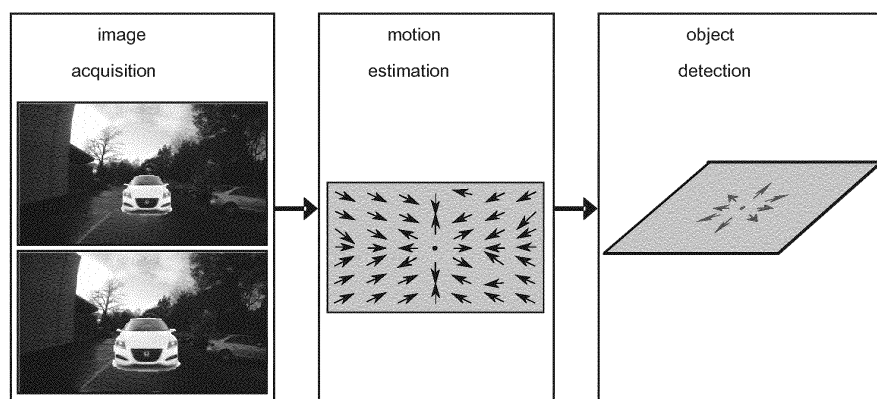 image
acquisition
motion
estimation
object
detection